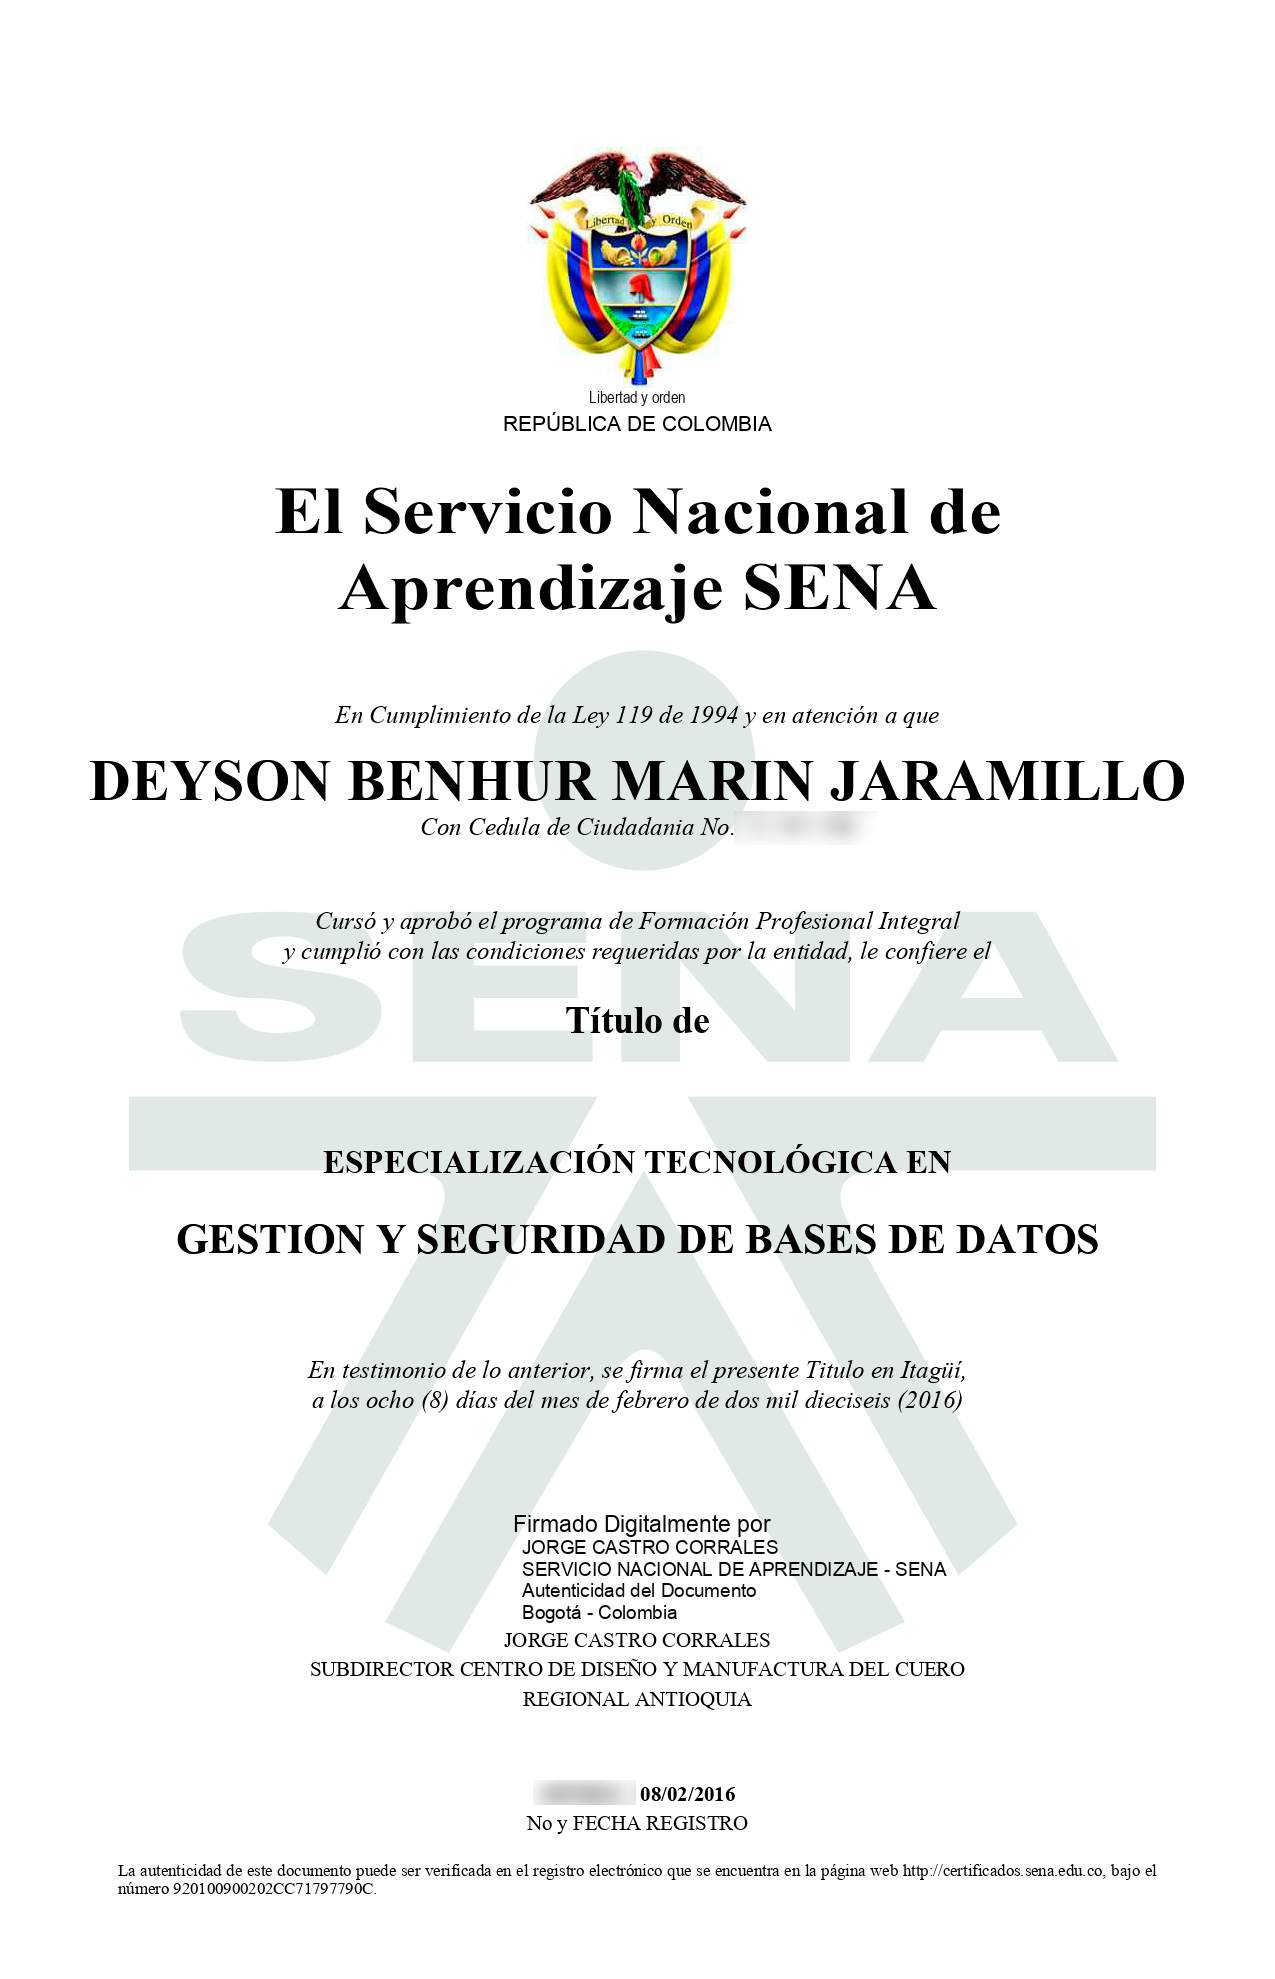 Libertad y Orden
Libertad y orden
REPÚBLICA DE COLOMBIA
El Servicio Nacional de
Aprendizaje SENA
En Cumplimiento de la Ley 119 de 1994 y en atención a que
DEYSON BENHUR MARIN JARAMILLO
Con Cedula de Ciudadania No.
Cursó y aprobó el programa de Formación Profesional Integral
y cumplió con las condiciones requeridas por la entidad, le confiere el
SENA
Título de
ESPECIALIZACIÓN TECNOLÓGICA EN
GESTION Y SEGURIDAD DE BASES DE DATOS
En testimonio de lo anterior, se firma el presente Titulo en Itagüí,
a los ocho (8) días del mes de febrero de dos mil dieciseis (2016)
Firmado Digitalmente por
JORGE CASTRO CORRALES
SERVICIO NACIONAL DE APRENDIZAJE - SENA
Autenticidad del Documento
Bogotá - Colombia
JORGE CASTRO CORRALES
SUBDIRECTOR CENTRO DE DISEÑO Y MANUFACTURA DEL CUERO
REGIONAL ANTIOQUIA
08/02/2016
No y FECHA REGISTRO
La autenticidad de este documento puede ser verificada en el registro electrónico que se encuentra en la página web http://certificados.sena.edu.co, bajo el
número 920100900202CC71797790C.